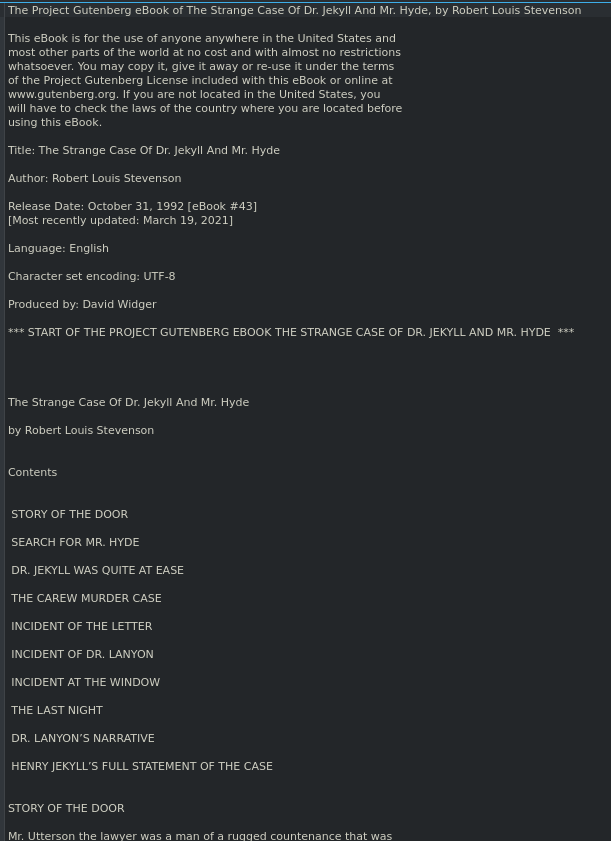 The Project Gutenberg eBook of The Strange Case Of Dr. Jekyll And Mr. Hyde, by Robert Louis Stevenson
This eBook is for the use of anyone anywhere in the United States and
most other parts of the world at no cost and with almost no restrictions
whatsoever. You may copy it, give it away or re-use it under the terms
of the Project Gutenberg License included with this eBook or online at
www.gutenberg.org. If you are not located in the United States, you
will have to check the laws of the country where you are located before
using this eBook.
Title: The Strange Case Of Dr. Jekyll And Mr. Hyde
Author: Robert Louis Stevenson
Release Date: October 31, 1992 [eBook #43]
[Most recently updated: March 19, 2021]
Language: English
Character set encoding: UTF-8
Produced by: David Widger
*** START OF THE PROJECT GUTENBERG EBOOK THE STRANGE CASE OF DR. JEKYLL AND MR. HYDE  ***
The Strange Case Of Dr. Jekyll And Mr. Hyde
by Robert Louis Stevenson
Contents
STORY OF THE DOOR
SEARCH FOR MR. HYDE
DR. JEKYLL WAS QUITE AT EASE
THE CAREW MURDER CASE
INCIDENT OF THE LETTER
INCIDENT OF DR. LANYON
INCIDENT AT THE WINDOW
THE LAST NIGHT
DR. LANYON’S NARRATIVE
HENRY JEKYLL’S FULL STATEMENT OF THE CASE
STORY OF THE DOOR
Mr. Utterson the lawyer was a man of a rugged countenance that was